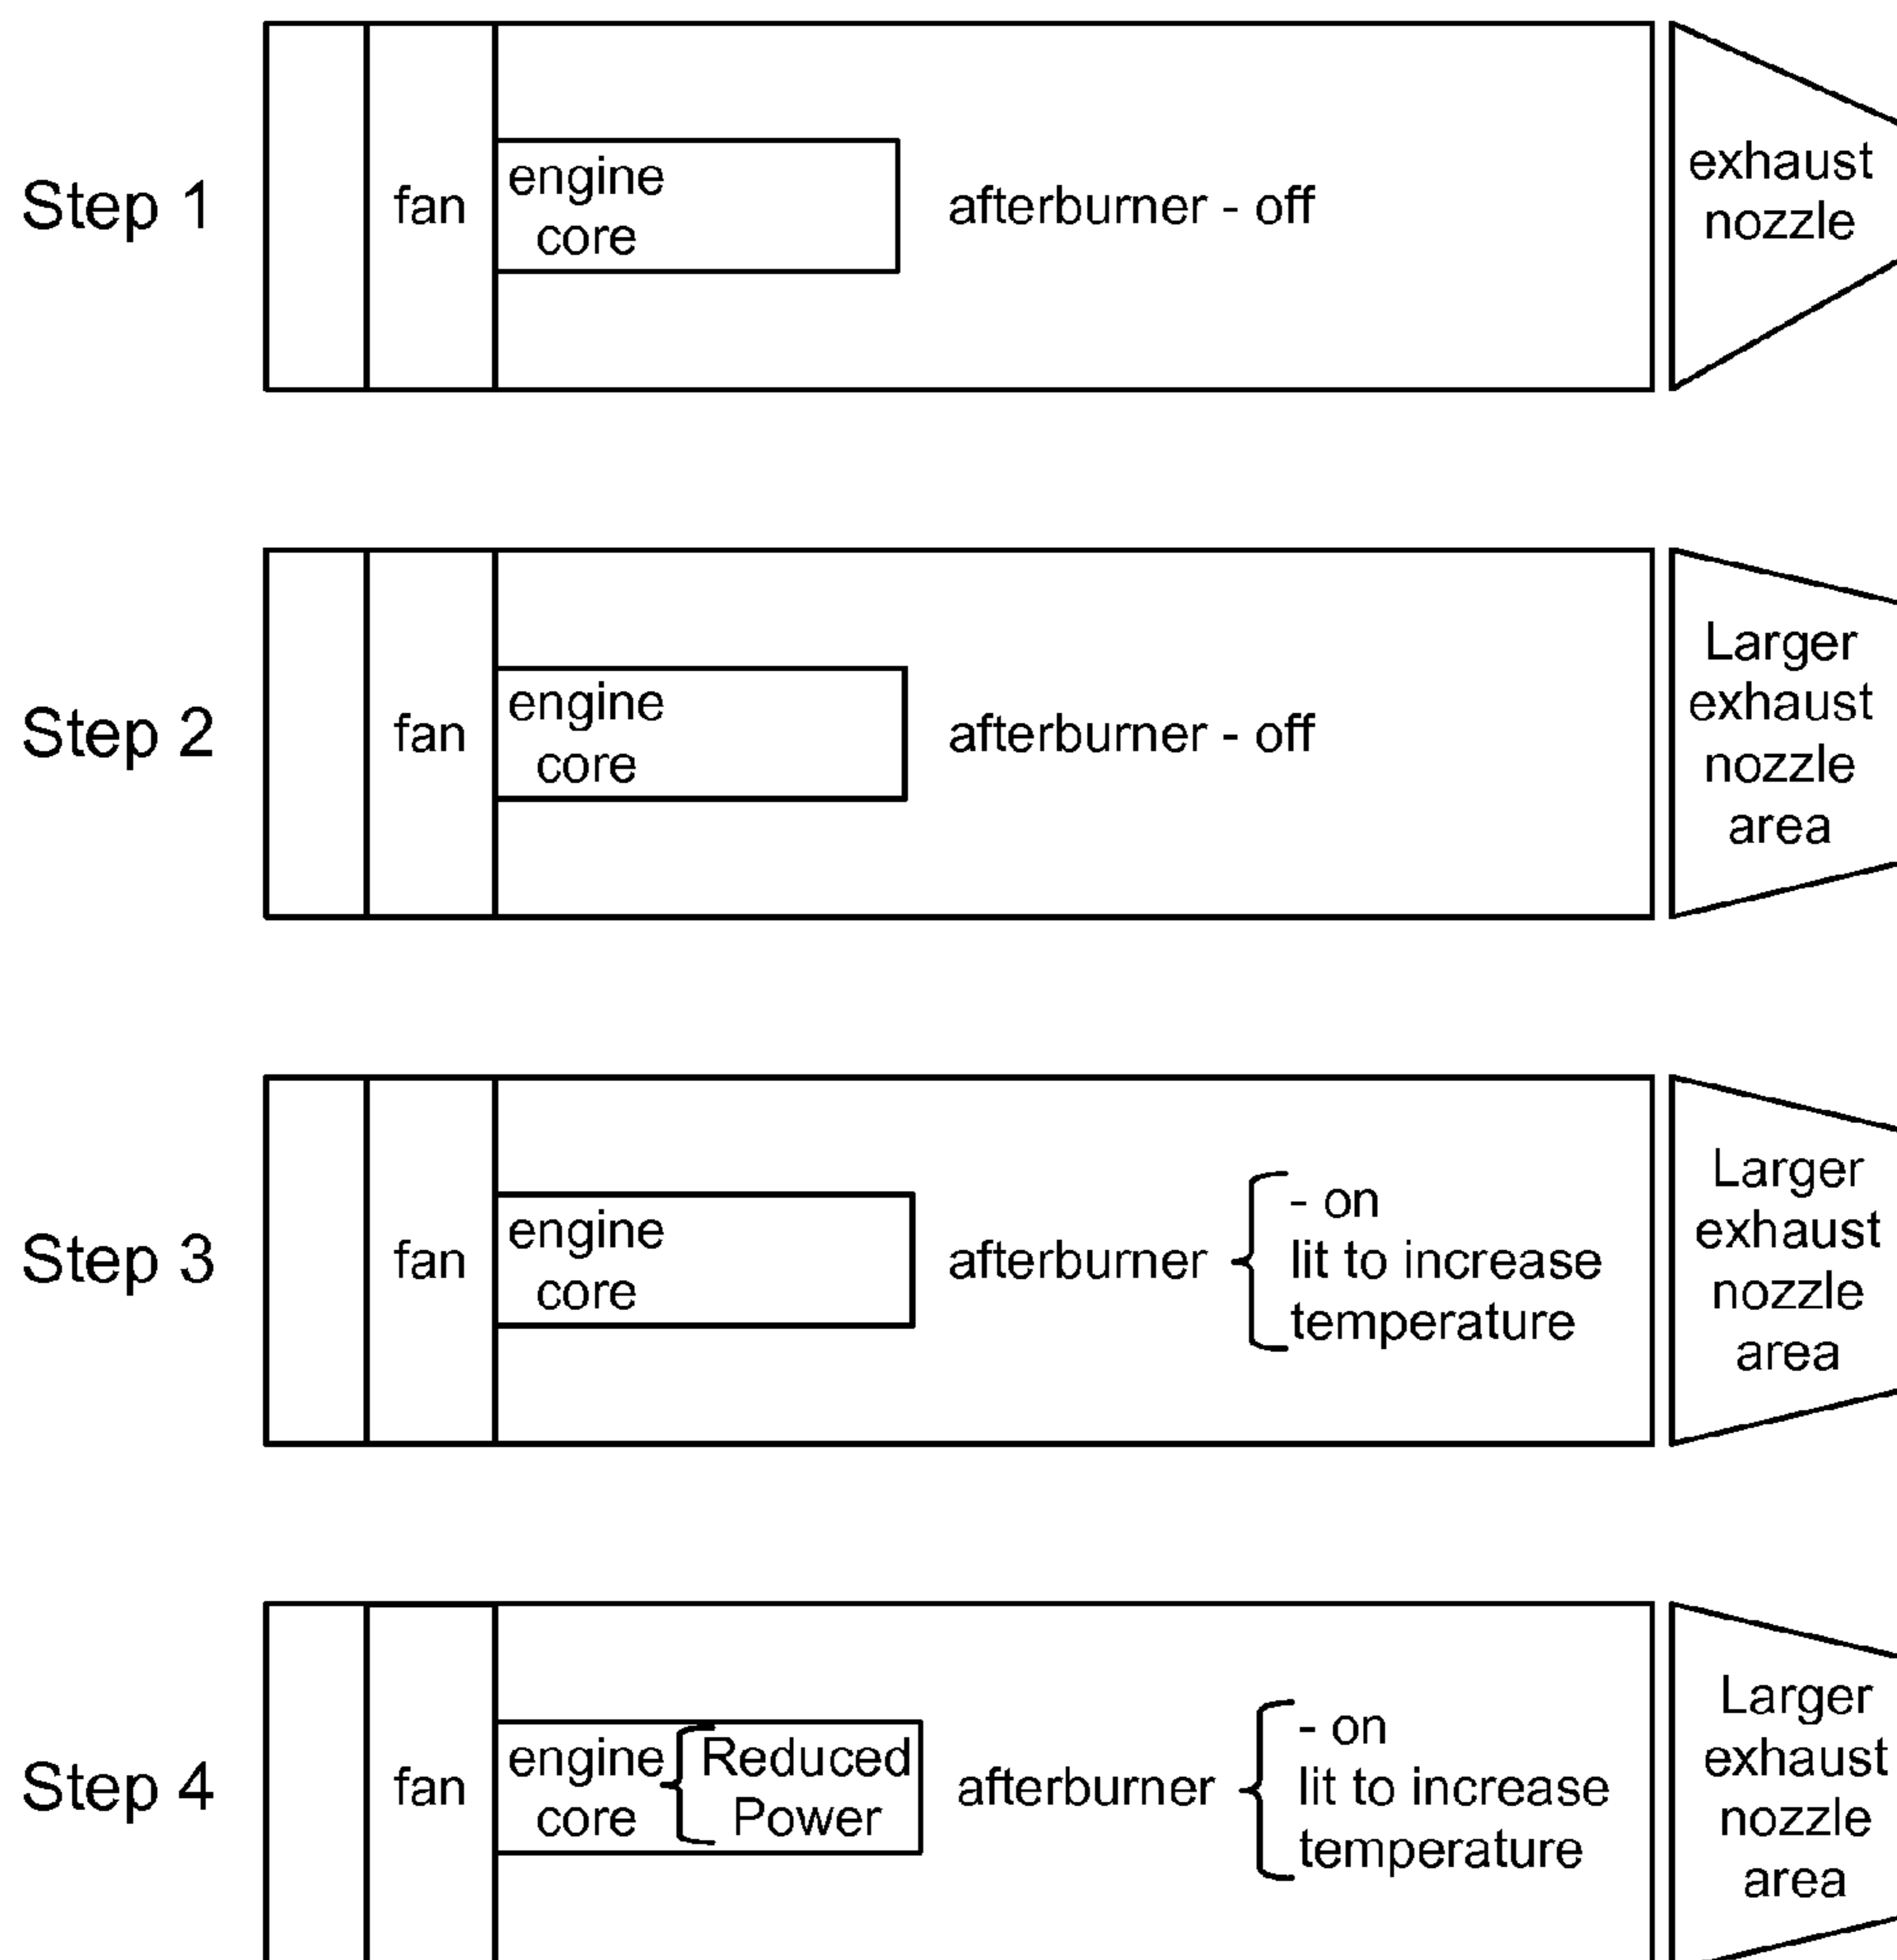 Step 1
fan
engine
core
afterburner - off
exhaust
nozzle
Step 2
fan
engine
core
afterburner - off
Larger
exhaust
nozzle
area
Step 3
fan
engine
core
afterburner
- on
lit to increase
temperature
Larger
exhaust
nozzle
area
Step 4
fan
engine
core
Reduced
Power
afterburner
- on
lit to increase
temperature
Larger
exhaust
nozzle
area